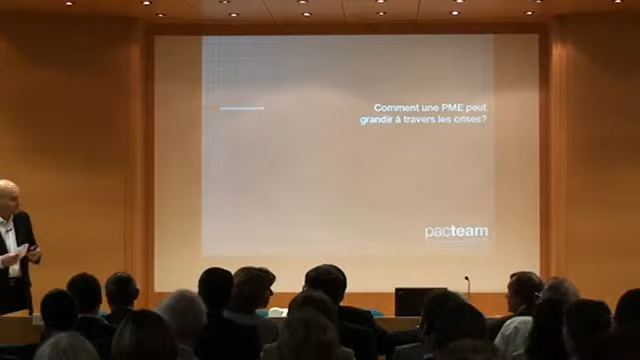 Comment une PME peut
grandir à travers les crises?
pacteam